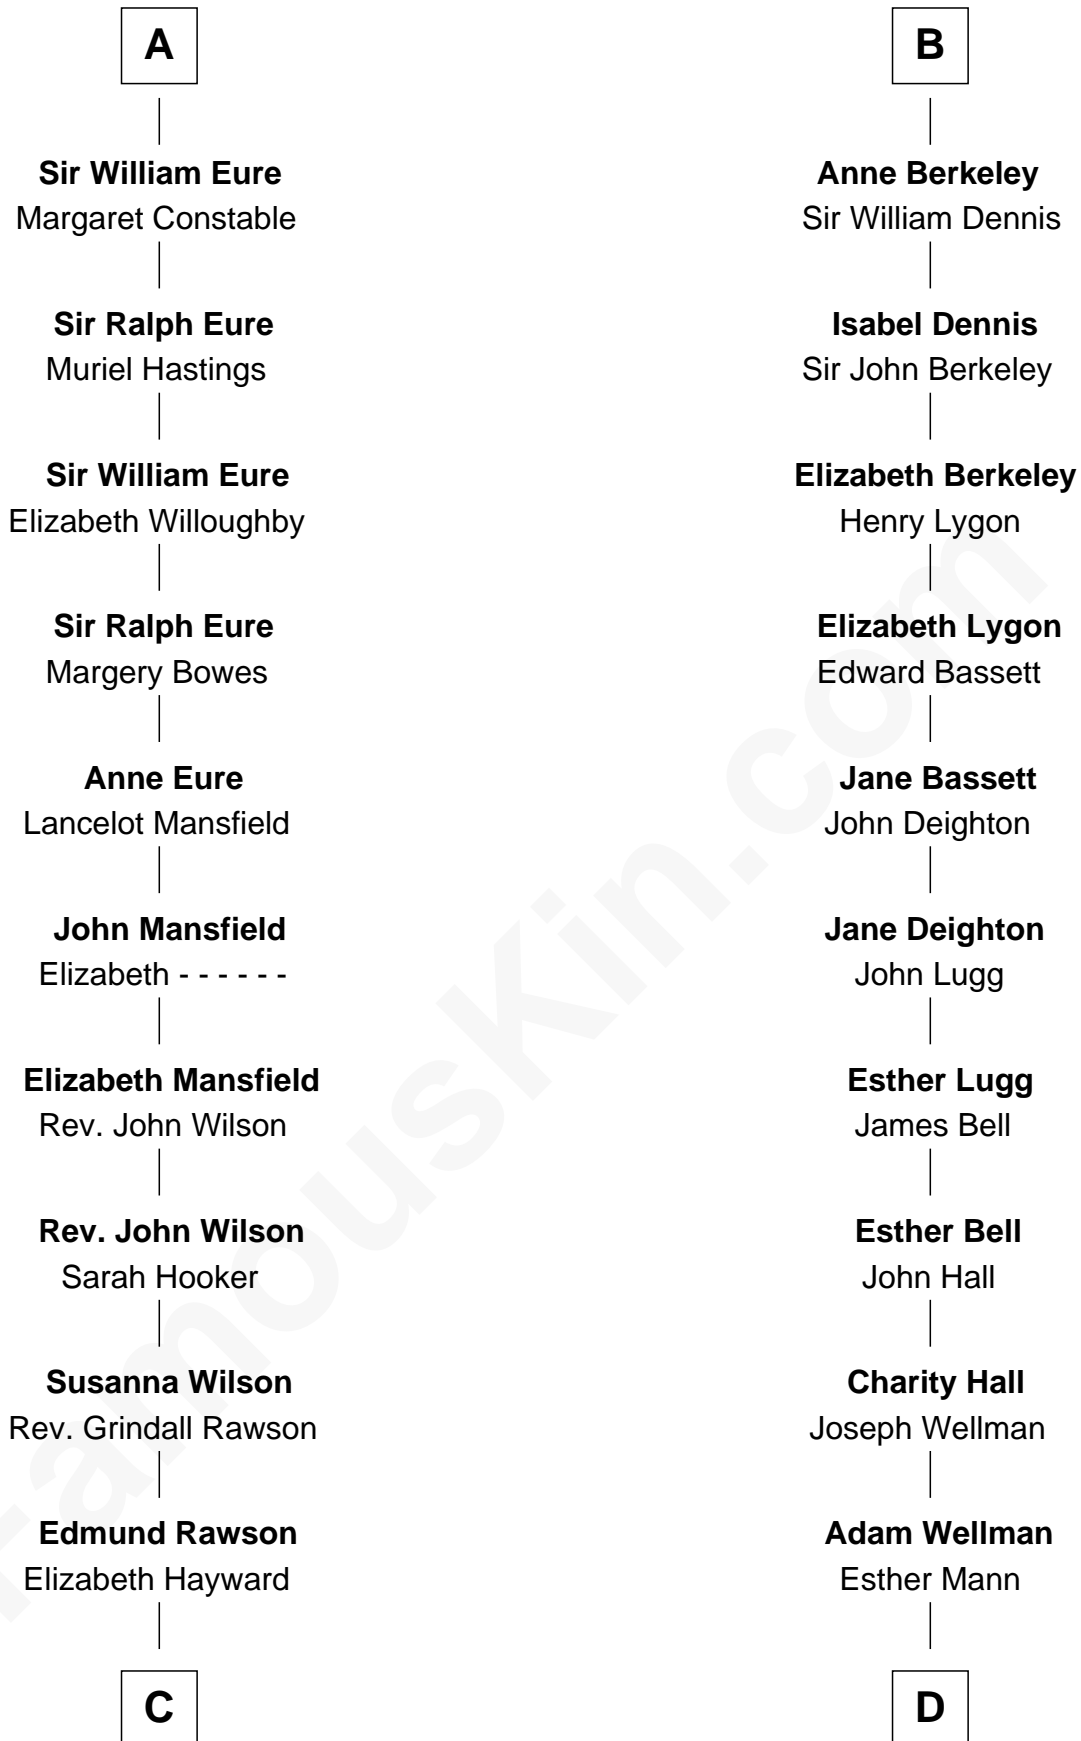 A
Sir William Eure
Margaret Constable
Sir Ralph Eure
Muriel Hastings
Sir William Eure
Elizabeth Willoughby
Sir Ralph Eure
Margery Bowes
Anne Eure
Lancelot Mansfield
John Mansfield
Elizabeth - - - - - -
Elizabeth Mansfield
Rev. John Wilson
Rev. John Wilson
Sarah Hooker
Susanna Wilson
Rev. Grindall Rawson
Edmund Rawson
Elizabeth Hayward
C
B
Anne Berkeley
Sir William Dennis
Isabel Dennis
Sir John Berkeley
Elizabeth Berkeley
Henry Lygon
Elizabeth Lygon
Edward Bassett
Jane Bassett
John Deighton
Jane Deighton
John Lugg
Esther Lugg
James Bell
Esther Bell
John Hall
Charity Hall
Joseph Wellman
Adam Wellman
Esther Mann
D
FamousKin.com